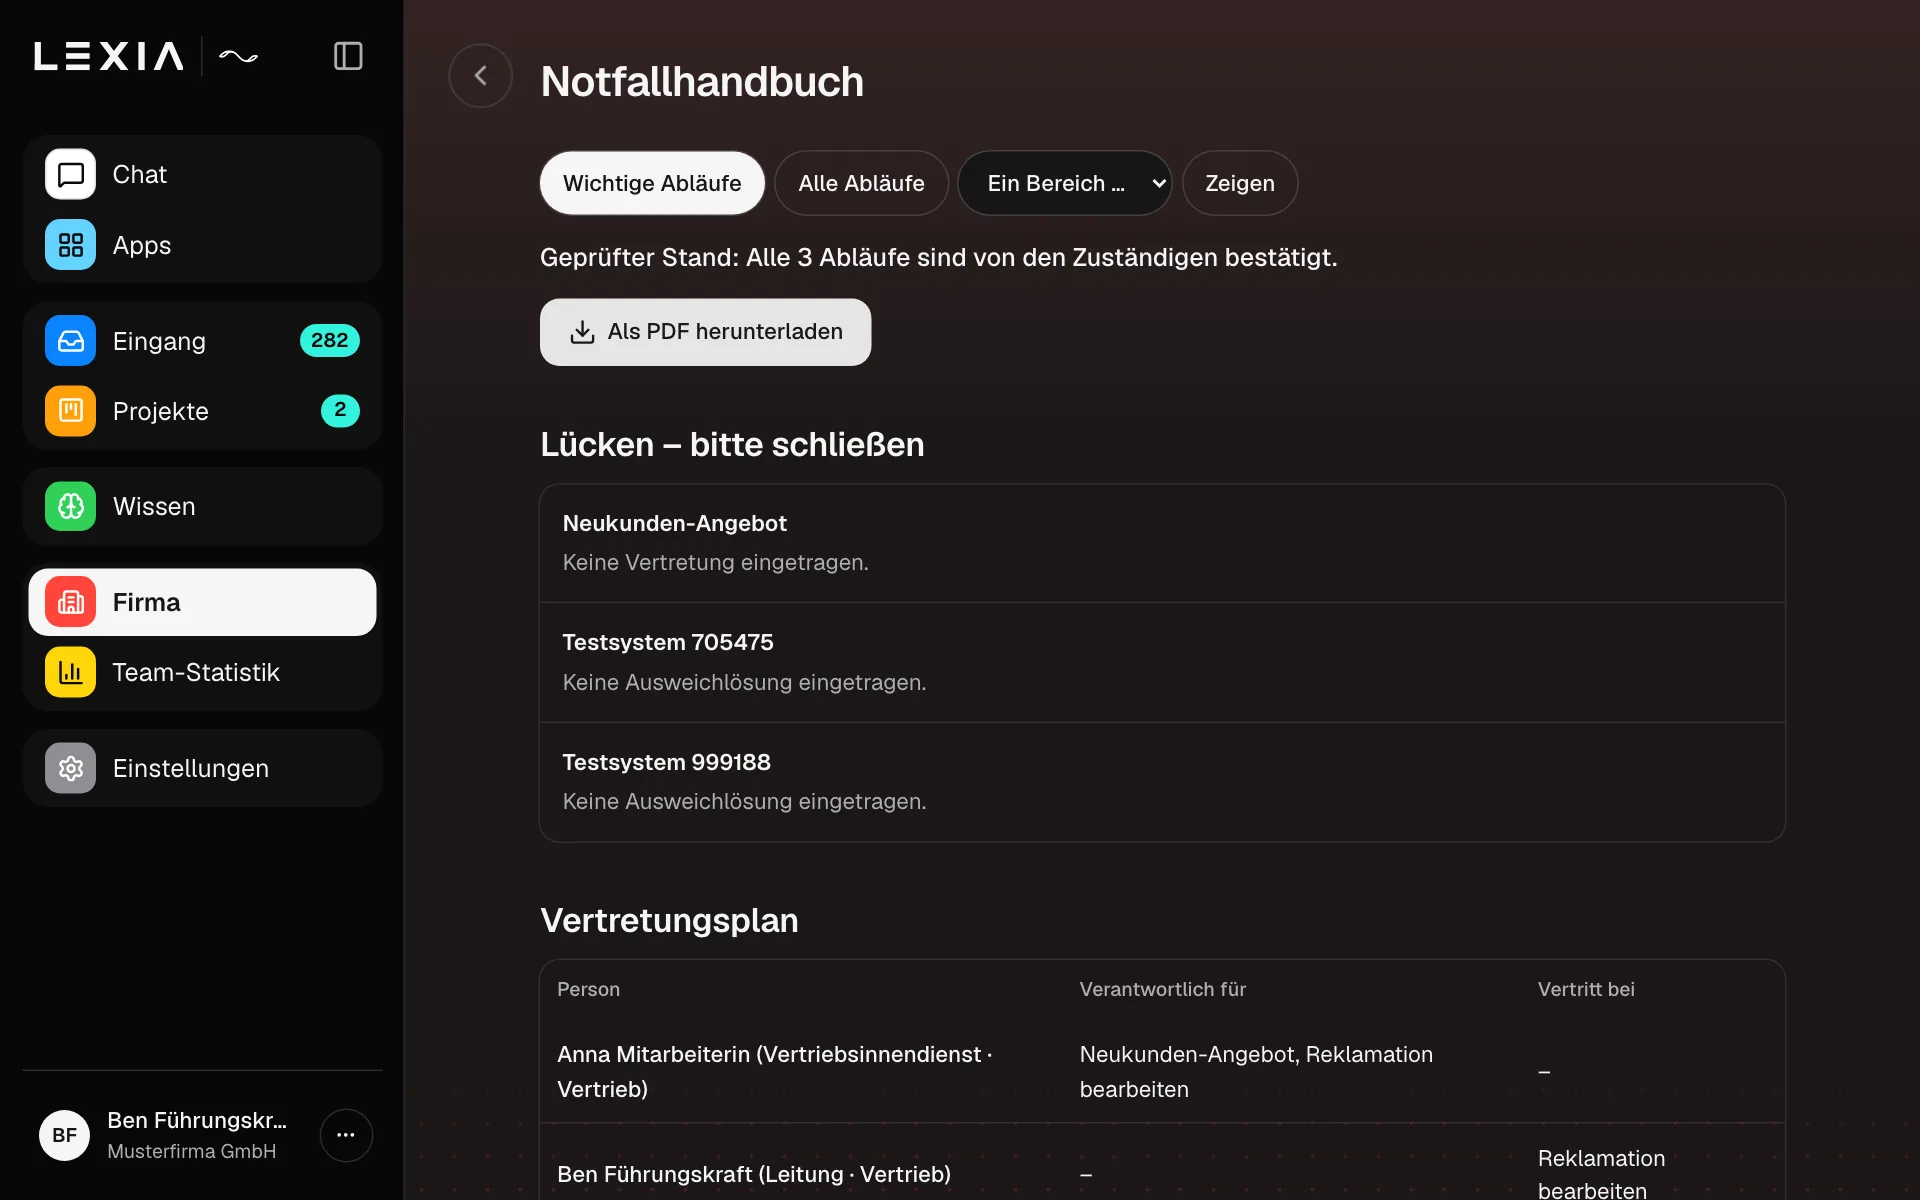 LEXIA
Chat
Apps
Eingang 282
Projekte 2
Wissen
Firma
Team-Statistik
Einstellungen
BF
Ben Führungskr...
Musterfirma GmbH
Notfallhandbuch
Wichtige Abläufe
Alle Abläufe
Ein Bereich ...
Zeigen
Geprüfter Stand: Alle 3 Abläufe sind von den Zuständigen bestätigt.
Als PDF herunterladen
Lücken – bitte schließen
Neukunden-Angebot
Keine Vertretung eingetragen.
Testsystem 705475
Keine Ausweichlösung eingetragen.
Testsystem 999188
Keine Ausweichlösung eingetragen.
Vertretungsplan
Person
Verantwortlich für
Vertritt bei
Anna Mitarbeiterin (Vertriebsinnendienst ·
Vertrieb)
Neukunden-Angebot, Reklamation
bearbeiten
–
Ben Führungskraft (Leitung · Vertrieb)
–
Reklamation
bearbeiten